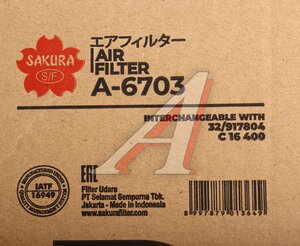 エアフィルター
SAKURA
S/F
AIR
FILTER
A-6703
INTERCHANGEABLE WITH
32/917804
C 16 400
IATF
16949
EAC
Filter Udara
PT Selamat Sempurna Tbk.
Jakarta - Made in Indonesia
www.sakurafilter.com
8997879013649